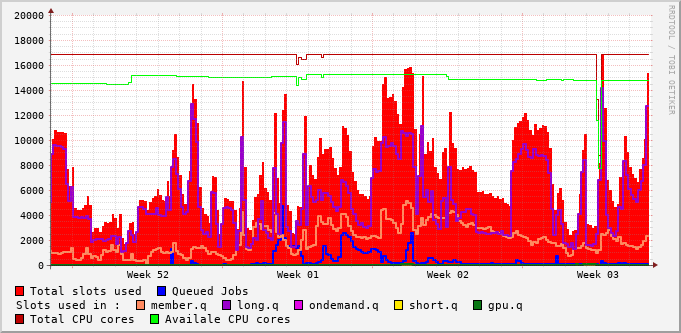 20000
18000
16000
14000
12000
10000
8000
6000
4000
2000
0
Week 52 Week 01 Week 02 Week 03
RRDTOOL / TOBI OETIKER
Total slots used Queued Jobs
Slots used in : member.q long.q ondemand.q short.q gpu.q
Total CPU cores Availale CPU cores